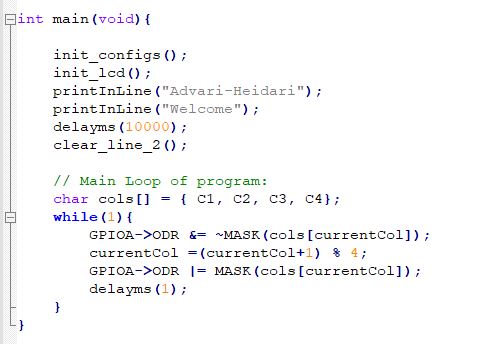 int main(void){
init_configs();
init_lcd();
printInLine("Advari-Heidari");
printInLine("Welcome");
delayms(10000);
clear_line_2();
// Main Loop of program:
char cols[] = { C1, C2, C3, C4};
while(1){
GPIOA->ODR &= ~MASK(cols[currentCol]);
currentCol =(currentCol+1) % 4;
GPIOA->ODR |= MASK(cols[currentCol]);
delayms(1);
}
}